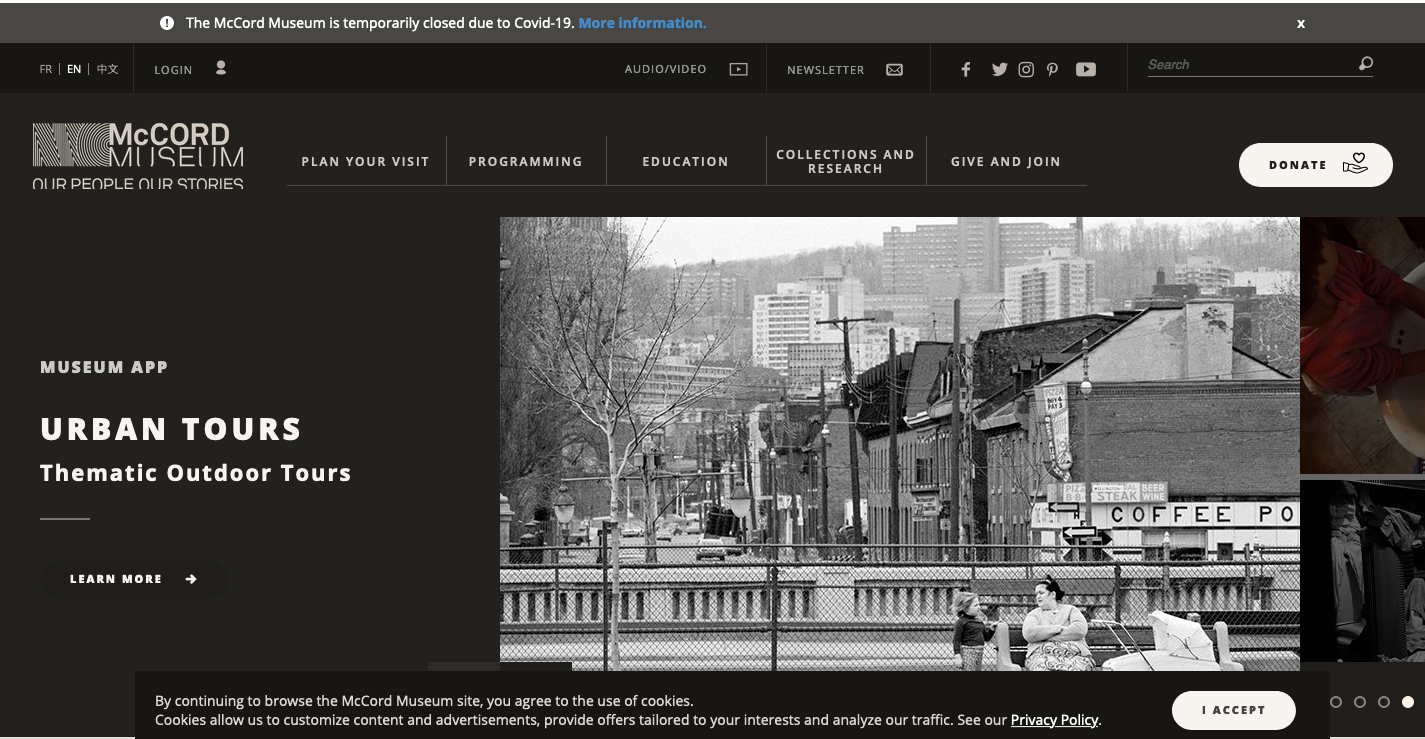 The McCord Museum is temporarily closed due to Covid-19. More information.
x
FR | EN | 中文
LOGIN
AUDIO/VIDEO
NEWSLETTER
Search
McCORD
MUSEUM
OUR PEOPLE OUR STORIES
PLAN YOUR VISIT
PROGRAMMING
EDUCATION
COLLECTIONS AND
RESEARCH
GIVE AND JOIN
DONATE
MUSEUM APP
URBAN TOURS
Thematic Outdoor Tours
LEARN MORE
PIZZA
BUY 4
PAY 3
BEER
STEAK
WINE
COFFEE PO
By continuing to browse the McCord Museum site, you agree to the use of cookies.
Cookies allow us to customize content and advertisements, provide offers tailored to your interests and analyze our traffic. See our Privacy Policy.
I ACCEPT